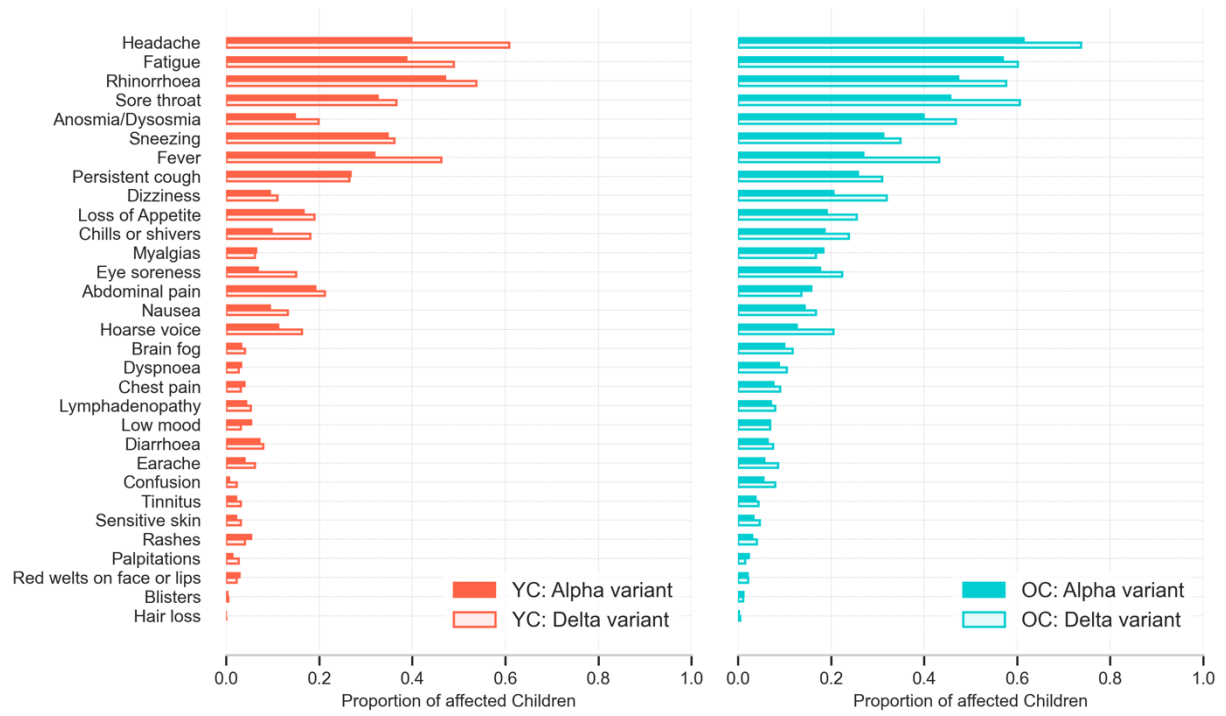 Headache
Fatigue
Rhinorrhoea
Sore throat
Anosmia/Dysosmia
Sneezing
Fever
Persistent cough
Dizziness
Loss of Appetite
Chills or shivers
Myalgias
Eye soreness
Abdominal pain
Nausea
Hoarse voice
Brain fog
Dyspnoea
Chest pain
Lymphadenopathy
Low mood
Diarrhoea
Earache
Confusion
Tinnitus
Sensitive skin
Rashes
Palpitations
Red welts on face or lips
Blisters
Hair loss
YC: Alpha variant
YC: Delta variant
0.0 0.2 0.4 0.6 0.8 1.0
Proportion of affected Children
OC: Alpha variant
OC: Delta variant
0.0 0.2 0.4 0.6 0.8 1.0
Proportion of affected Children